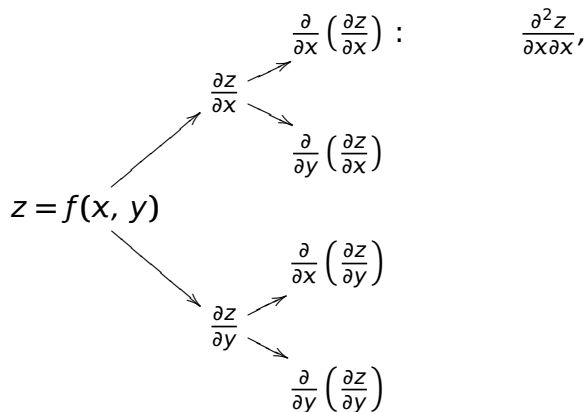 ∂/∂x (∂z/∂x) : ∂²z/∂x∂x,
∂z/∂x
∂/∂y (∂z/∂x)
z = f(x, y)
∂/∂x (∂z/∂y)
∂z/∂y
∂/∂y (∂z/∂y)